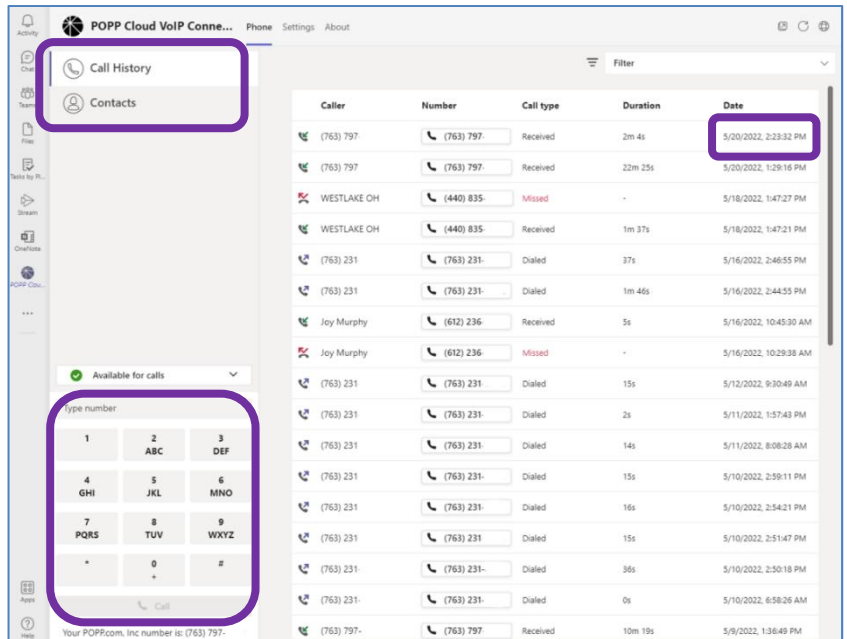 Activity
Chat
Teams
Files
Tasks by Pl...
Stream
OneNote
POPP Clou...
...
Apps
Help
POPP Cloud VoIP Conne... Phone Settings About
Call History
Contacts
Available for calls
Type number
1 2 3
ABC DEF
4 5 6
GHI JKL MNO
7 8 9
PQRS TUV WXYZ
* 0 #
+
Call
Your POPP.com, Inc number is: (763) 797-
Filter
Caller Number Call type Duration Date
(763) 797- (763) 797- Received 2m 4s 5/20/2022, 2:23:32 PM
(763) 797 (763) 797- Received 22m 25s 5/20/2022, 1:29:16 PM
WESTLAKE OH (440) 835- Missed - 5/18/2022, 1:47:27 PM
WESTLAKE OH (440) 835- Received 1m 37s 5/18/2022, 1:47:21 PM
(763) 231 (763) 231- Dialed 37s 5/16/2022, 2:46:55 PM
(763) 231 (763) 231- Dialed 1m 46s 5/16/2022, 2:44:55 PM
Joy Murphy (612) 236- Received 5s 5/16/2022, 10:45:30 AM
Joy Murphy (612) 236- Missed - 5/16/2022, 10:29:38 AM
(763) 231 (763) 231- Dialed 15s 5/12/2022, 9:30:49 AM
(763) 231 (763) 231- Dialed 2s 5/11/2022, 1:57:43 PM
(763) 231 (763) 231- Dialed 14s 5/11/2022, 8:08:28 AM
(763) 231 (763) 231- Dialed 15s 5/10/2022, 2:59:11 PM
(763) 231 (763) 231- Dialed 16s 5/10/2022, 2:54:21 PM
(763) 231 (763) 231 Dialed 15s 5/10/2022, 2:51:47 PM
(763) 231- (763) 231- Dialed 36s 5/10/2022, 2:50:18 PM
(763) 231- (763) 231- Dialed 0s 5/10/2022, 6:58:26 AM
(763) 797- (763) 797- Received 10m 19s 5/9/2022, 1:36:49 PM